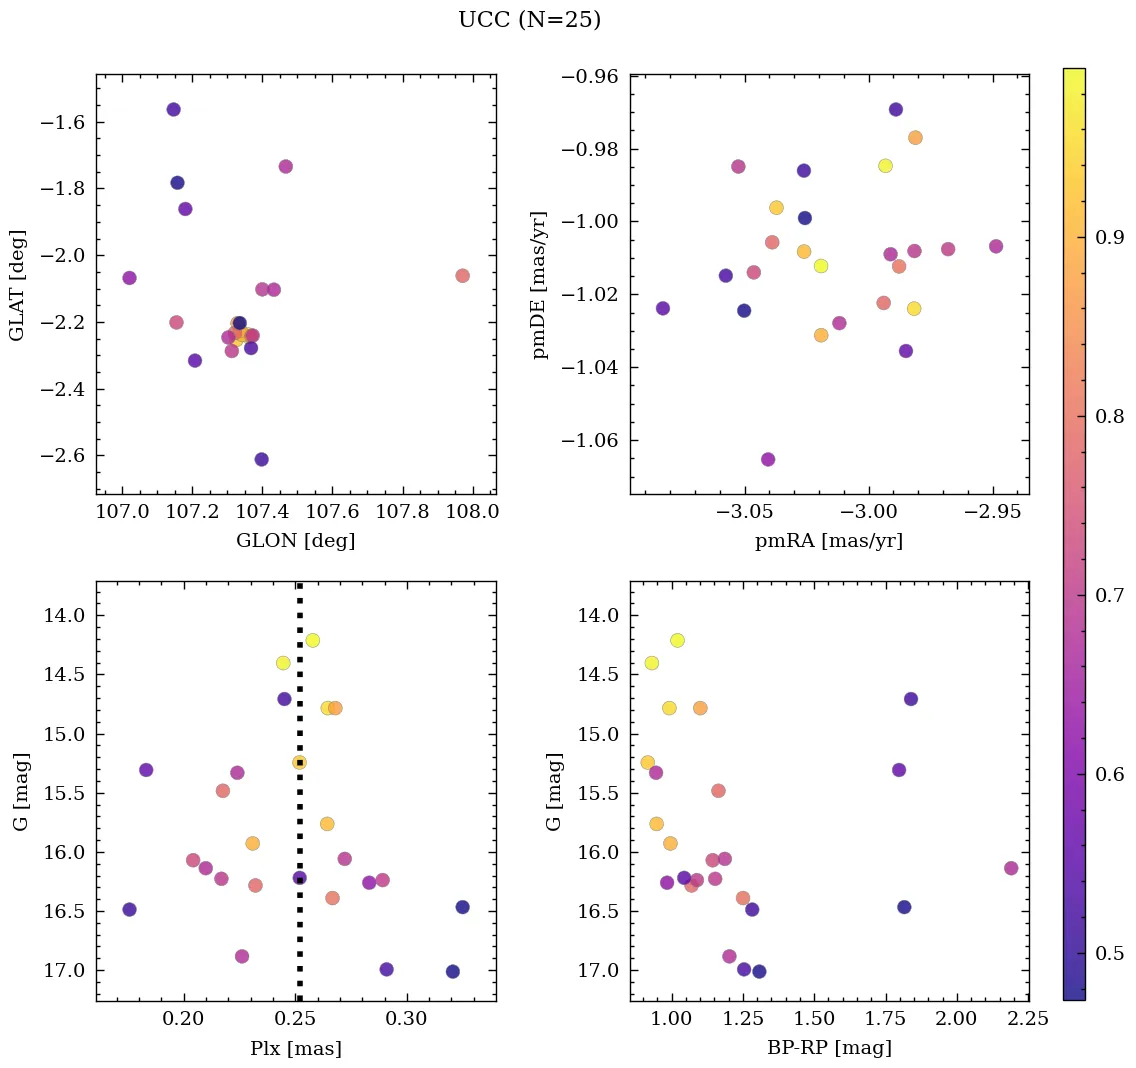 UCC (N=25)
−1.6
−1.8
−2.0
−2.2
−2.4
−2.6
GLAT [deg]
107.0 107.2 107.4 107.6 107.8 108.0
GLON [deg]
−0.96
−0.98
−1.00
−1.02
−1.04
−1.06
pmDE [mas/yr]
−3.05 −3.00 −2.95
pmRA [mas/yr]
14.0
14.5
15.0
15.5
16.0
16.5
17.0
G [mag]
0.20 0.25 0.30
Plx [mas]
14.0
14.5
15.0
15.5
16.0
16.5
17.0
G [mag]
1.00 1.25 1.50 1.75 2.00 2.25
BP-RP [mag]
0.9
0.8
0.7
0.6
0.5